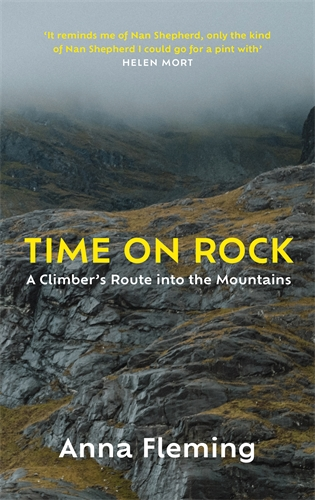 ‘It reminds me of Nan Shepherd, only the kind
of Nan Shepherd I could go for a pint with’
HELEN MORT
TIME ON ROCK
A Climber’s Route into the Mountains
Anna Fleming